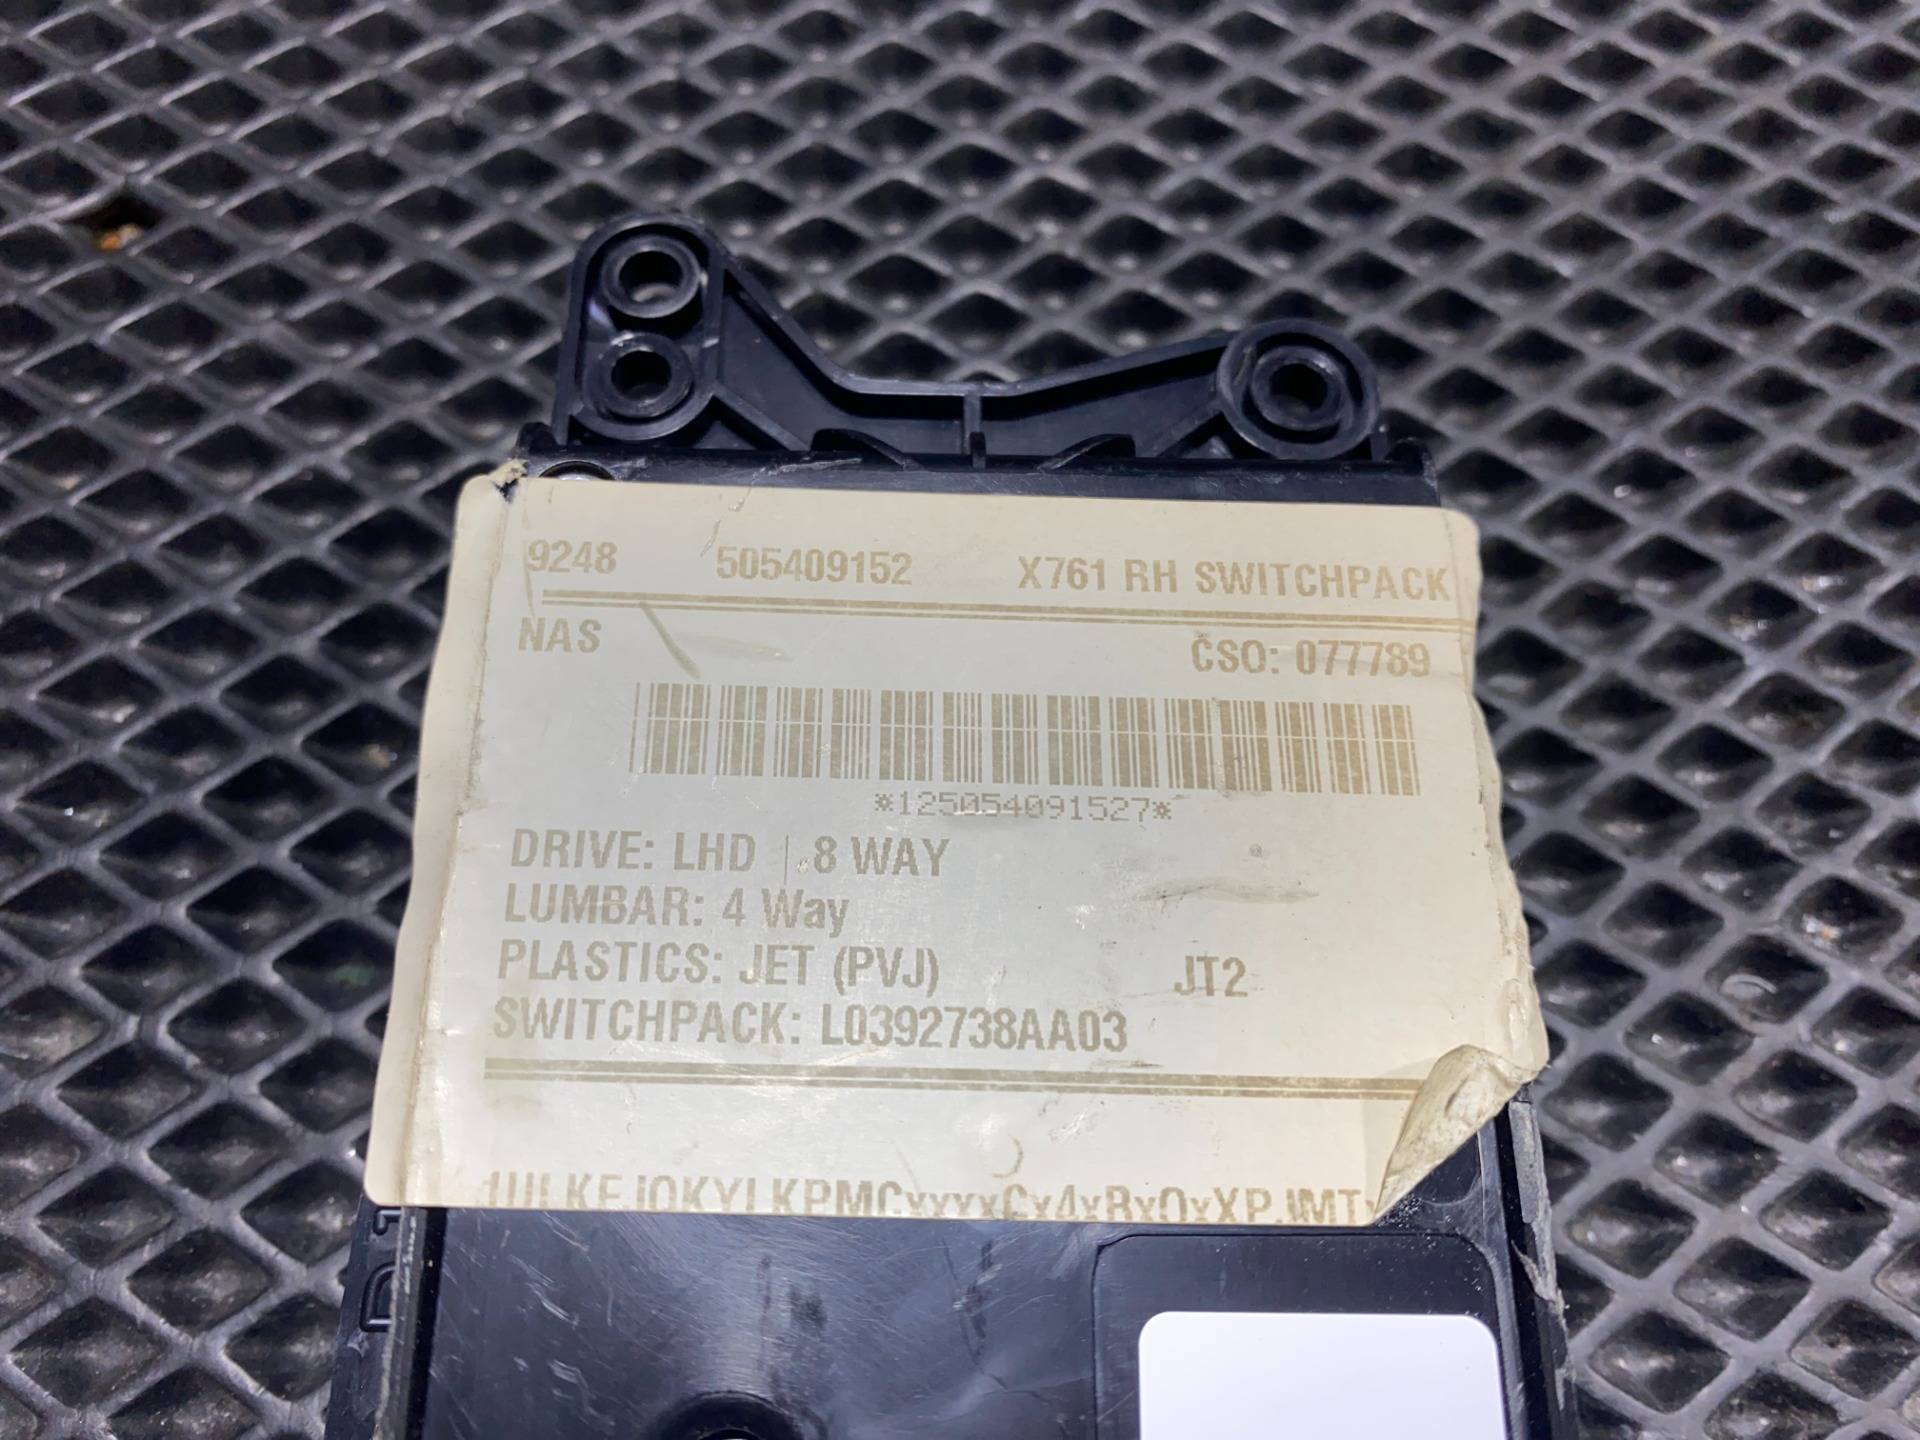 9248 505409152 X761 RH SWITCHPACK
NAS CSO: 077789
*125054091527*
DRIVE: LHD | 8 WAY
LUMBAR: 4 Way
PLASTICS: JET (PVJ) JT2
SWITCHPACK: L0392738AA03